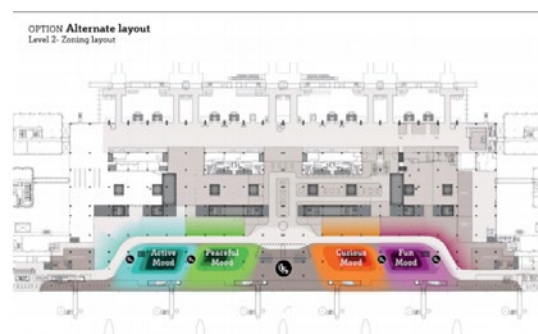 OPTION Alternate layout
Level 2- Zoning layout
Active
Mood
Peaceful
Mood
Curious
Mood
Fun
Mood